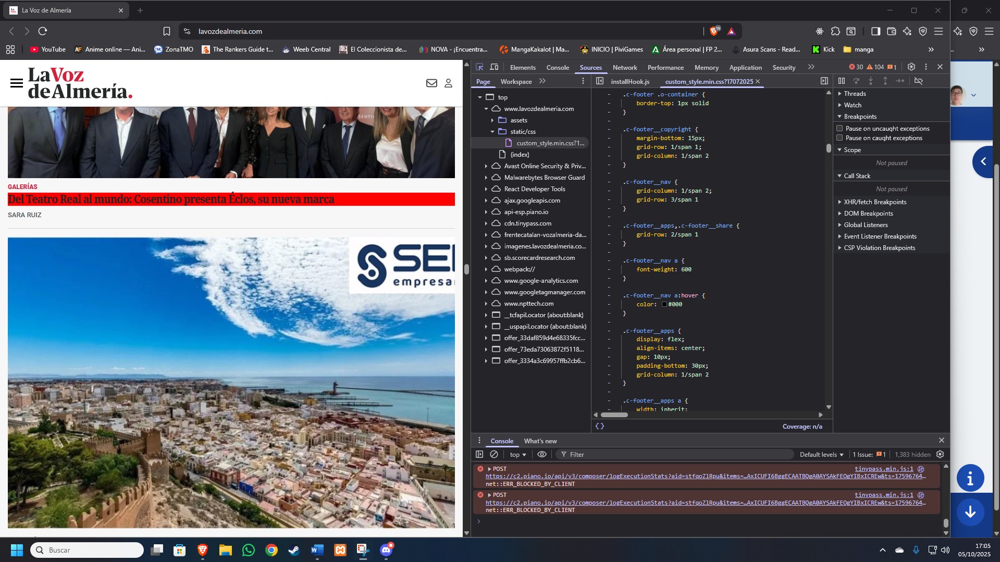 La Voz de Almería
lavozdealmeria.com
15
YouTube
Anime online — Ani...
ZonaTMO
The Rankers Guide t...
Weeb Central
El Coleccionista de...
NOVA - ¡Encuentra...
MangaKakalot | Ma...
INICIO | PiviGames
Área personal | FP 2...
Asura Scans - Read...
Kick
manga
La Voz
de Almería.
GALERÍAS
Del Teatro Real al mundo: Cosentino presenta Éclos, su nueva marca
SARA RUIZ
SE
empresa
Elements
Console
Sources
Network
Performance
Memory
Application
Security
30
104
1
Page
Workspace
installHook.js
custom_style.min.css?17072025
top
www.lavozdealmeria.com
assets
static/css
custom_style.min.css?1...
(index)
Avast Online Security & Priv...
Malwarebytes Browser Guard
React Developer Tools
ajax.googleapis.com
api-esp.piano.io
cdn.tinypass.com
frentecatalan-vozalmeria-da...
imagenes.lavozdealmeria.co...
sb.scorecardresearch.com
webpack://
www.google-analytics.com
www.googletagmanager.com
www.npttech.com
__tcfapiLocator (about:blank)
__uspapiLocator (about:blank)
offer_33daf859d4e68335fcc...
offer_73eda73063872f5118...
offer_3334a3c69957ffb2cb6...
.c-footer .o-container {
border-top: 1px solid
}
.c-footer__copyright {
margin-bottom: 15px;
grid-row: 1/span 1;
grid-column: 1/span 2
}
.c-footer__nav {
grid-column: 1/span 2;
grid-row: 3/span 1
}
.c-footer__apps,.c-footer__share {
grid-row: 2/span 1
}
.c-footer__nav a {
font-weight: 600
}
.c-footer__nav a:hover {
color: #000
}
.c-footer__apps {
display: flex;
align-items: center;
gap: 10px;
padding-bottom: 30px;
grid-column: 1/span 2
}
.c-footer__apps a {
width: inherit;
{}
Coverage: n/a
Threads
Watch
Breakpoints
Pause on uncaught exceptions
Pause on caught exceptions
Scope
Not paused
Call Stack
Not paused
XHR/fetch Breakpoints
DOM Breakpoints
Global Listeners
Event Listener Breakpoints
CSP Violation Breakpoints
Console
What's new
top
Filter
Default levels
1 Issue:
1
1,383 hidden
POST
tinypass.min.js:1
https://c2.piano.io/api/v3/composer/logExecutionStats?aid=stfqoZlRpu&items=…AxICUFI6BggECAATBQgA0AYSAkFEOgYIBxICREw&ts=17596764…
net::ERR_BLOCKED_BY_CLIENT
POST
tinypass.min.js:1
https://c2.piano.io/api/v3/composer/logExecutionStats?aid=stfqoZlRpu&items=…AxICUFI6BggECAATBQgA0AYSAkFEOgYIBxICREw&ts=17596764…
net::ERR_BLOCKED_BY_CLIENT
Buscar
17:05
05/10/2025